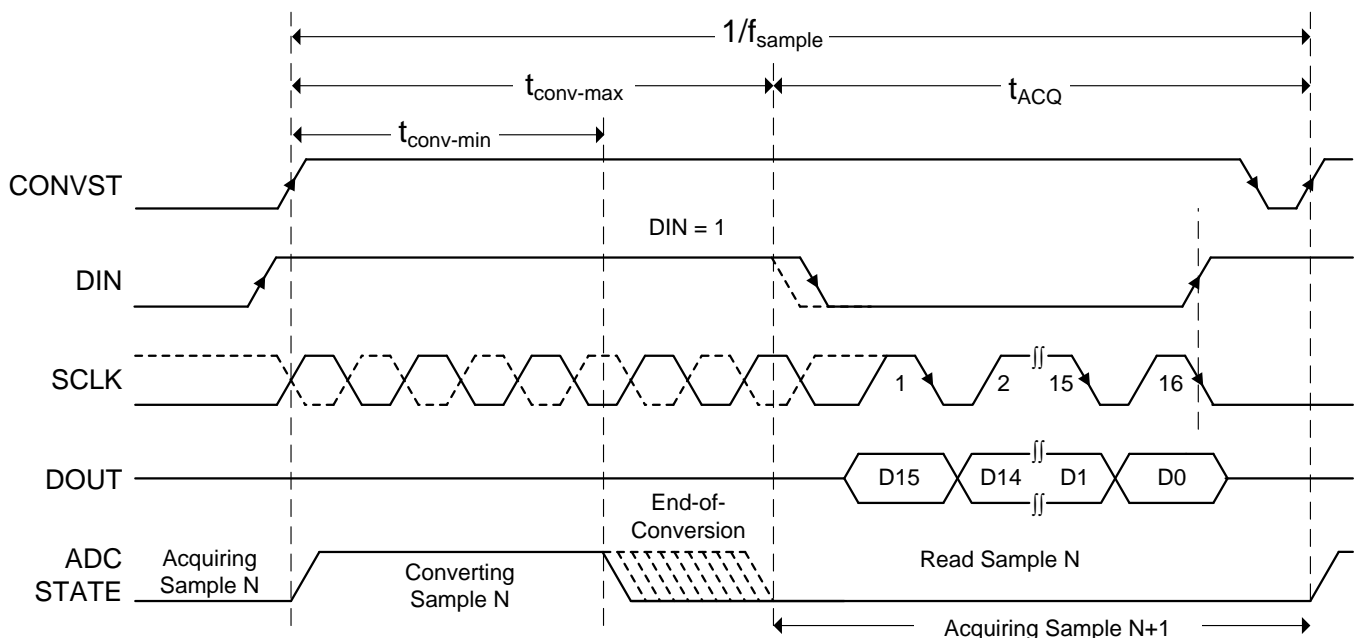 1/fsample
tconv-max
tACQ
tconv-min
CONVST
DIN = 1
DIN
SCLK
1
2
15
16
DOUT
D15
D14
D1
D0
End-of-
Conversion
ADC
STATE
Acquiring
Sample N
Converting
Sample N
Read Sample N
Acquiring Sample N+1